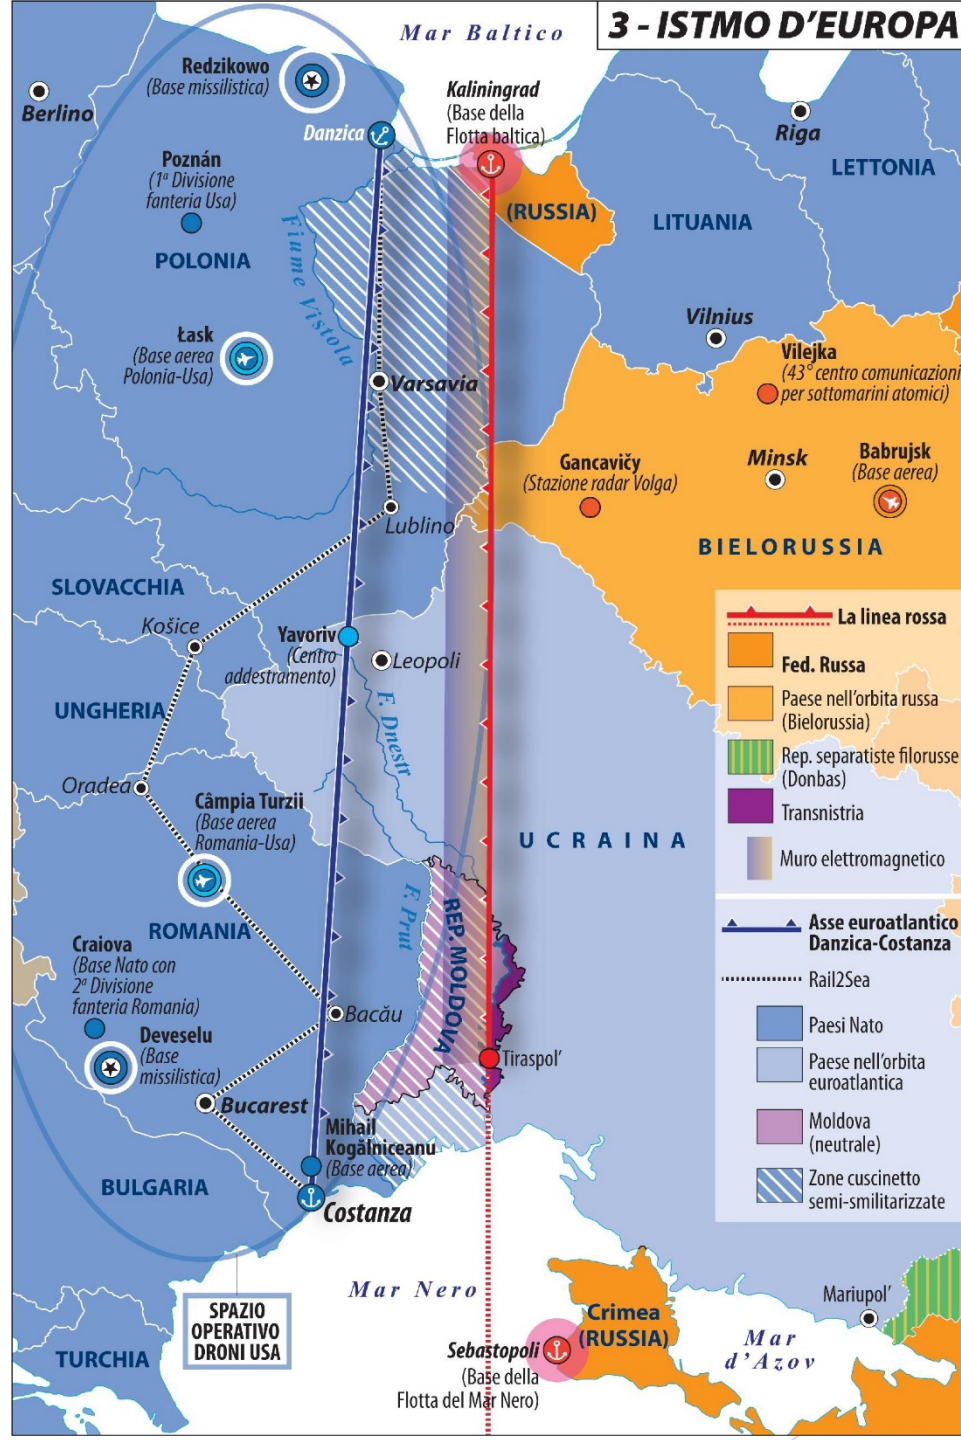 3 - ISTMO D'EUROPA
Mar Baltico
Redzikowo
(Base missilistica)
Berlino
Danzica
Kaliningrad
(Base della
Flotta baltica)
Riga
LETTONIA
Poznán
(1ª Divisione
fanteria Usa)
(RUSSIA)
LITUANIA
POLONIA
Fiume Vistola
Vilnius
Łask
(Base aerea
Polonia-Usa)
Varsavia
Vilejka
(43° centro comunicazioni
per sottomarini atomici)
Gancavičy
(Stazione radar Volga)
Minsk
Babrujsk
(Base aerea)
Lublino
BIELORUSSIA
SLOVACCHIA
Košice
Yavoriv
(Centro
addestramento)
Leopoli
F. Dnestr
UNGHERIA
Oradea
Câmpia Turzii
(Base aerea
Romania-Usa)
UCRAINA
ROMANIA
F. Prut
REP. MOLDOVA
Craiova
(Base Nato con
2ª Divisione
fanteria Romania)
Bacău
Deveselu
(Base
missilistica)
Tiraspol'
Bucarest
Mihail
Kogălniceanu
(Base aerea)
BULGARIA
Costanza
Mar Nero
SPAZIO
OPERATIVO
DRONI USA
TURCHIA
Sebastopoli
(Base della
Flotta del Mar Nero)
Crimea
(RUSSIA)
Mar
d'Azov
Mariupol'
La linea rossa
Fed. Russa
Paese nell'orbita russa
(Bielorussia)
Rep. separatiste filorusse
(Donbas)
Transnistria
Muro elettromagnetico
Asse euroatlantico
Danzica-Costanza
Rail2Sea
Paesi Nato
Paese nell'orbita
euroatlantica
Moldova
(neutrale)
Zone cuscinetto
semi-smilitarizzate